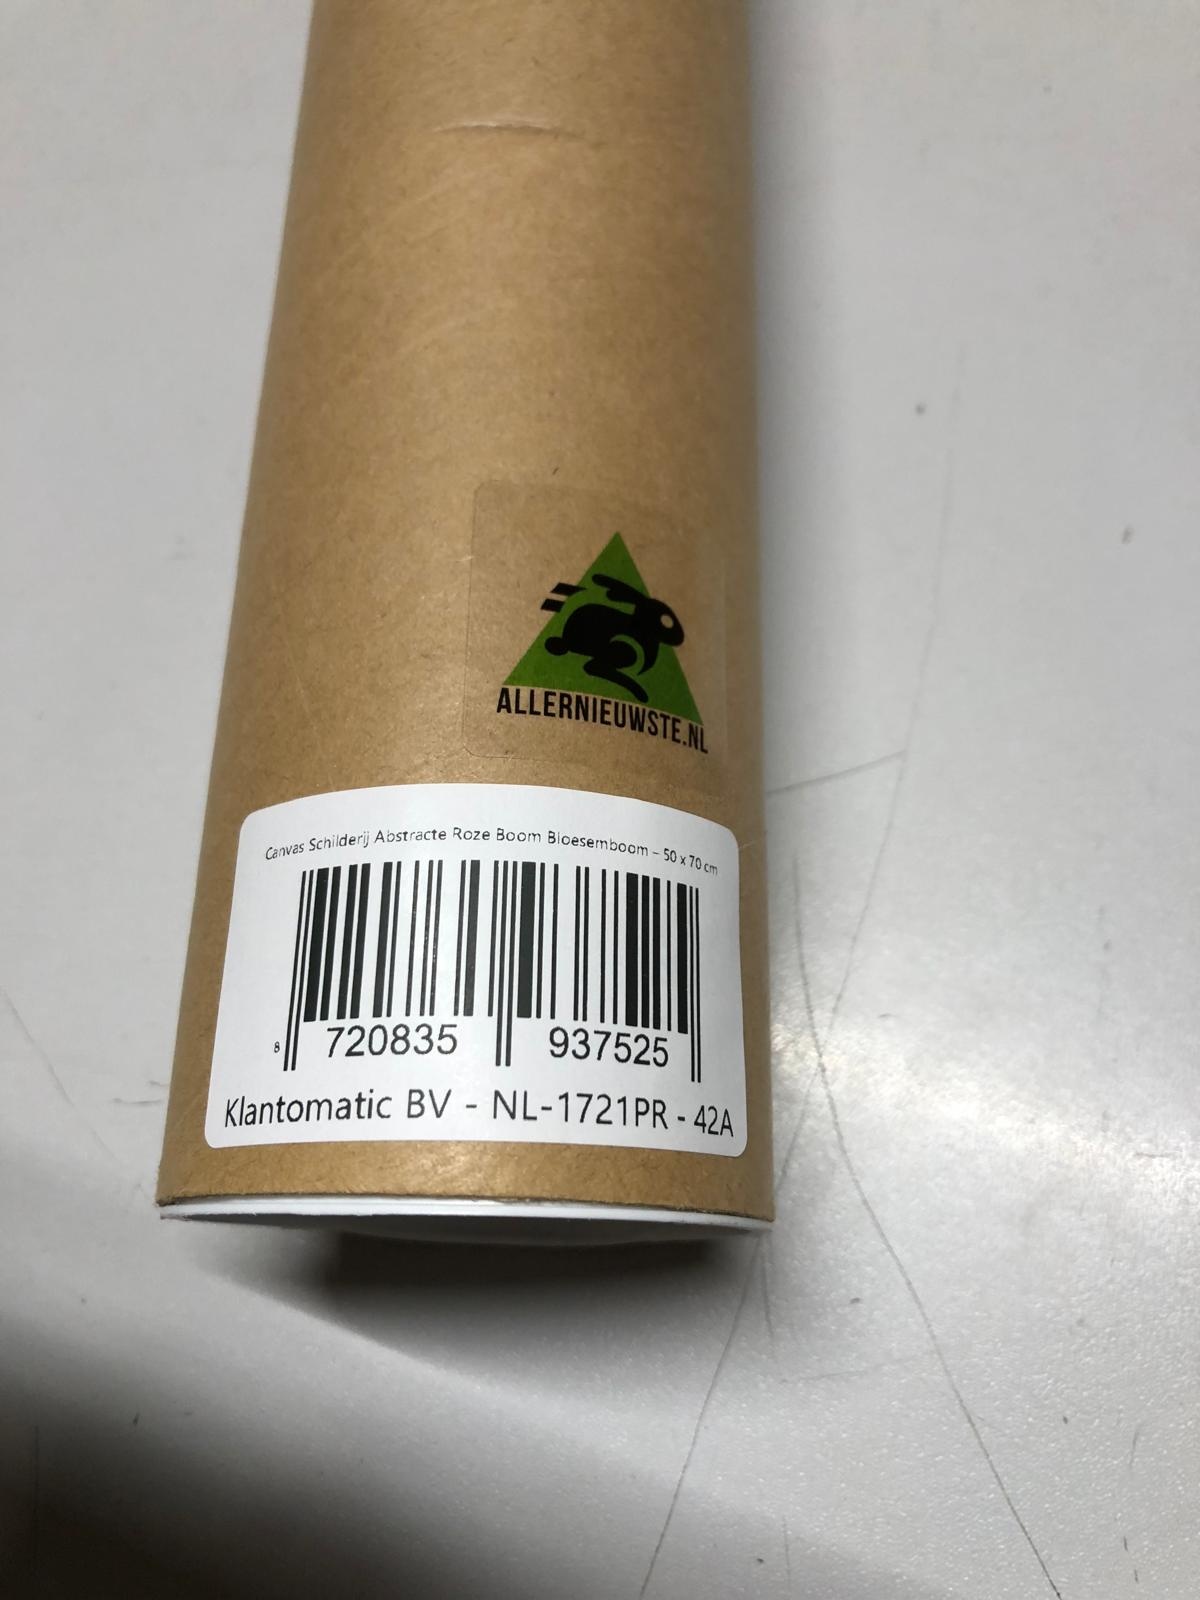 ALLERNIEUWSTE.NL
Canvas Schilderij Abstracte Roze Boom Bloesemboom – 50 x 70 cm
8 720835 937525
Klantomatic BV - NL-1721PR - 42A